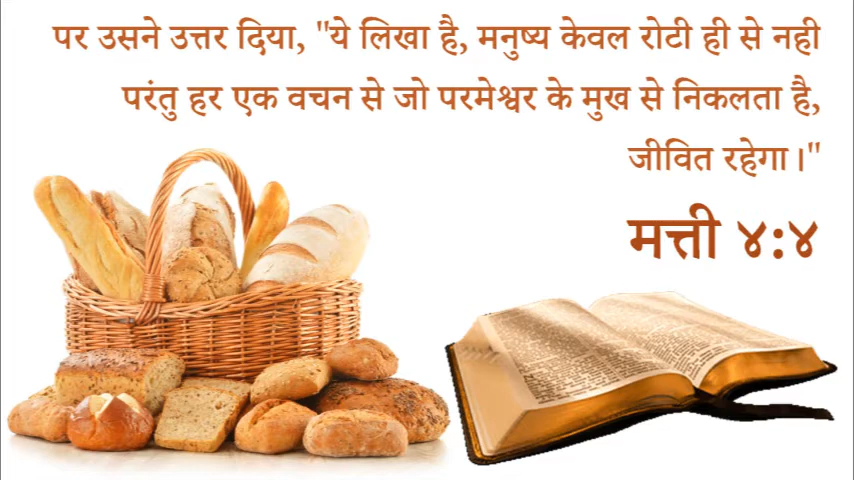 पर उसने उत्तर दिया, "ये लिखा है, मनुष्य केवल रोटी ही से नही
परंतु हर एक वचन से जो परमेश्वर के मुख से निकलता है,
जीवित रहेगा।"
मत्ती ४:४